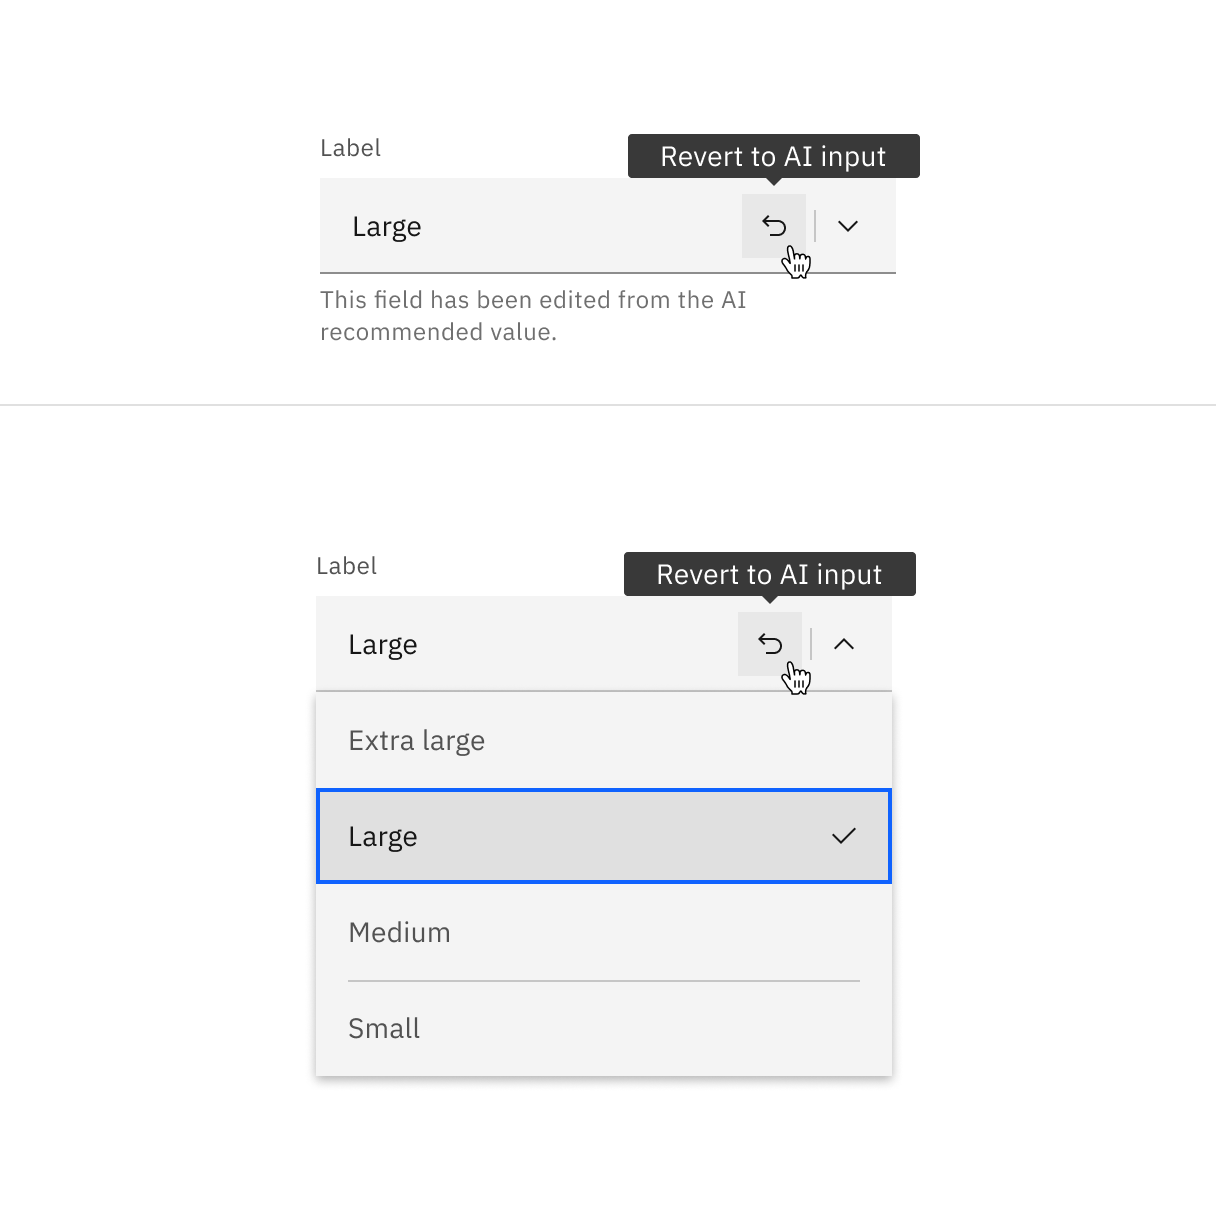 Label
Revert to AI input
Large
This field has been edited from the AI
recommended value.
Label
Revert to AI input
Large
Extra large
Large
Medium
Small